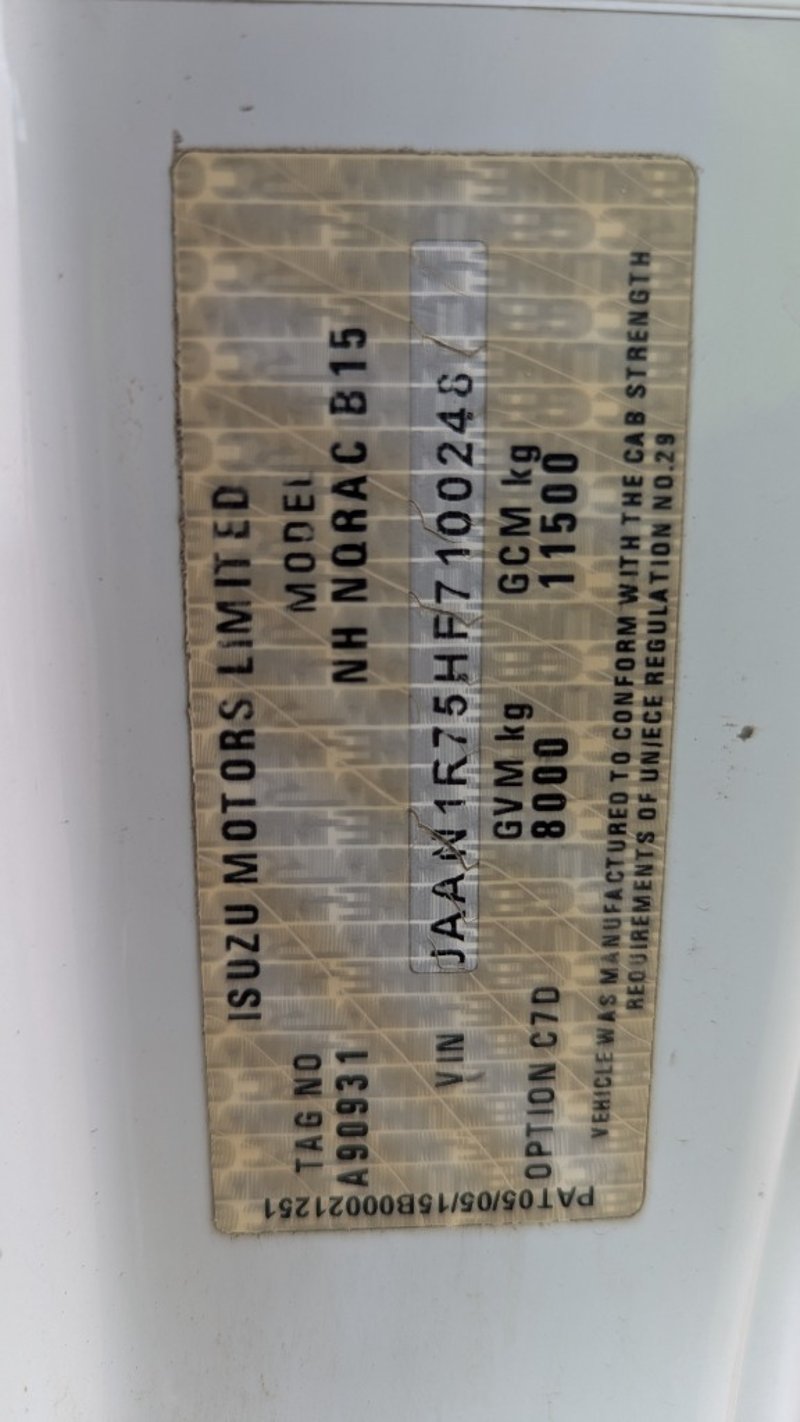 ISUZU MOTORS LIMITED
TAG NO MODEL
A90931 NH NQRAC B15
VIN
GVM kg GCM kg
OPTION C7D 8000 11500
VEHICLE WAS MANUFACTURED TO CONFORM WITH THE CAB STRENGTH
REQUIREMENTS OF UN/ECE REGULATION NO.29
PAT05/05/15B00021251